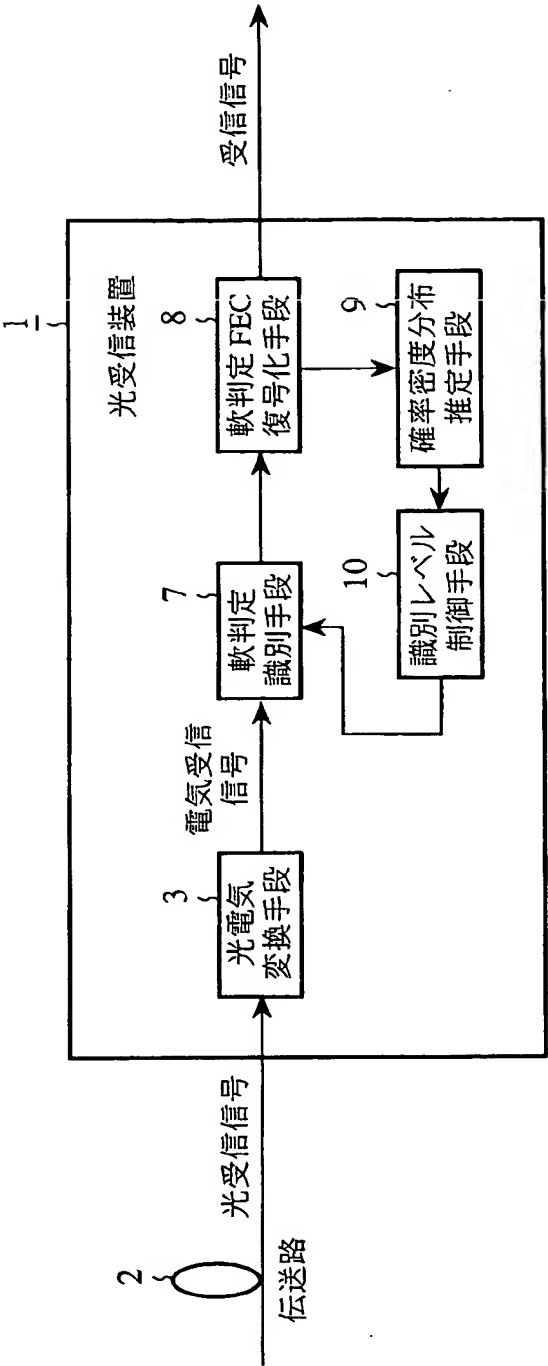 1
光受信装置
2
伝送路
光受信信号
3
光電気
変換手段
電気受信
信号
7
軟判定
識別手段
8
軟判定FEC
復号化手段
受信信号
9
確率密度分布
推定手段
10
識別レベル
制御手段